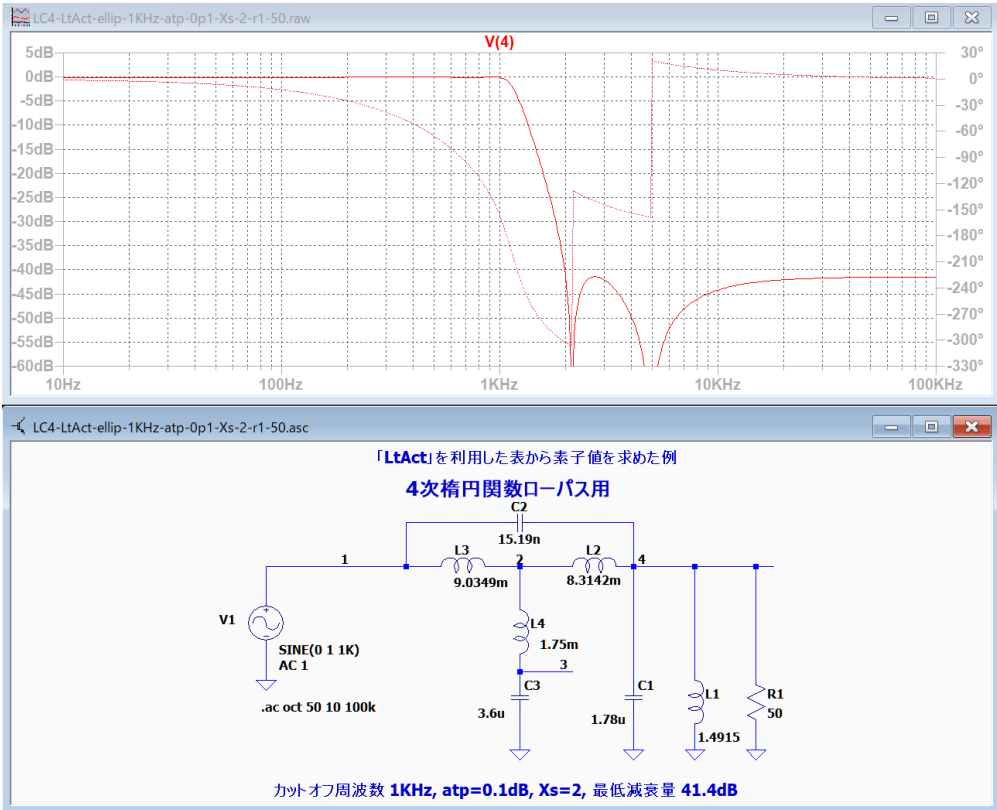 LC4-LtAct-ellip-1KHz-atp-0p1-Xs-2-r1-50.raw
V(4)
5dB 30°
0dB 0°
-5dB -30°
-10dB -60°
-15dB -90°
-20dB -120°
-25dB -150°
-30dB -180°
-35dB -210°
-40dB -240°
-45dB -270°
-50dB -300°
-55dB -330°
-60dB
10Hz 100Hz 1KHz 10KHz 100KHz
LC4-LtAct-ellip-1KHz-atp-0p1-Xs-2-r1-50.asc
「LtAct」を利用した表から素子値を求めた例
4次楕円関数ローパス用
C2
15.19n
1 L3 2 L2 4
9.0349m 8.3142m
V1
SINE(0 1 1K)
AC 1
L4
1.75m
3
C3
3.6u
C1
1.78u
L1
1.4915
R1
50
.ac oct 50 10 100k
カットオフ周波数 1KHz, atp=0.1dB, Xs=2, 最低減衰量 41.4dB